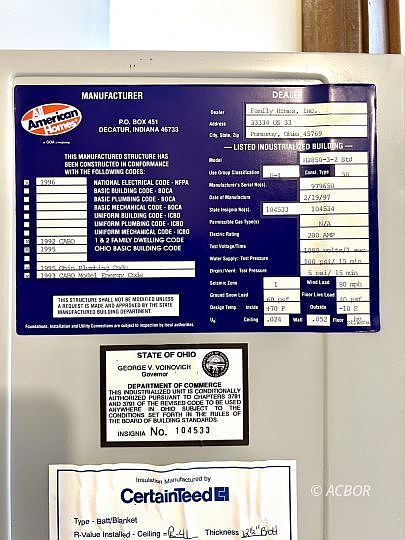 MANUFACTURER
All American Homes
P.O. BOX 451
DECATUR, INDIANA 46733
THIS MANUFACTURED STRUCTURE HAS
BEEN CONSTRUCTED IN CONFORMANCE
WITH THE FOLLOWING CODES:
1996 NATIONAL ELECTRICAL CODE - NFPA
BASIC BUILDING CODE - BOCA
BASIC PLUMBING CODE - BOCA
BASIC MECHANICAL CODE - BOCA
UNIFORM BUILDING CODE - ICBO
UNIFORM PLUMBING CODE - ICBO
UNIFORM MECHANICAL CODE - ICBO
1992 CABO 1 & 2 FAMILY DWELLING CODE
1995 OHIO BASIC BUILDING CODE
1995 Ohio Plumbing Code
1993 CABO Model Energy Code
THIS STRUCTURE SHALL NOT BE MODIFIED UNLESS
A REQUEST IS MADE AND APPROVED BY THE STATE
MANUFACTURED BUILDING DEPARTMENT.
Foundations, Installation and Utility Connections are subject to inspection by local authorities.
DEALER
Dealer Family Homes, Inc.
Address 33334 US 33
City, State, Zip Pomeroy, Ohio 45769
LISTED INDUSTRIALIZED BUILDING
Model H2850-3-2 Std
Use Group Classification R-4 Const. Type 5B
Manufacturer's Serial No(s). 979650
Date of Manufacture 2/19/97
State Insignia No(s). 104533 104534
Permissible Gas Type(s) N/A
Electric Rating 200 AMP
Test Voltage/Time
Water Supply: Test Pressure 100 psi/ 15 min
Drain/Vent: Test Pressure 5 psi/ 15 min
Seismic Zone 1 Wind Load 80 mph
Ground Snow Load 60 psf Floor Live Load 40 psf
Design Temp. Inside +70 F Outside -10 F
Uo Ceiling .024 Wall .052 Floor
STATE OF OHIO
GEORGE V. VOINOVICH
Governor
DEPARTMENT OF COMMERCE
THIS INDUSTRIALIZED UNIT IS CONDITIONALLY
AUTHORIZED PURSUANT TO CHAPTERS 3781
AND 3791 OF THE REVISED CODE TO BE USED
ANYWHERE IN OHIO SUBJECT TO THE
CONDITIONS SET FORTH IN THE RULES OF
THE BOARD OF BUILDING STANDARDS.
INSIGNIA No. 104533
Insulation Manufactured by
CertainTeed
Type - Batt/Blanket
R-Value Installed - Ceiling = R-41 Thickness
© ACBOR